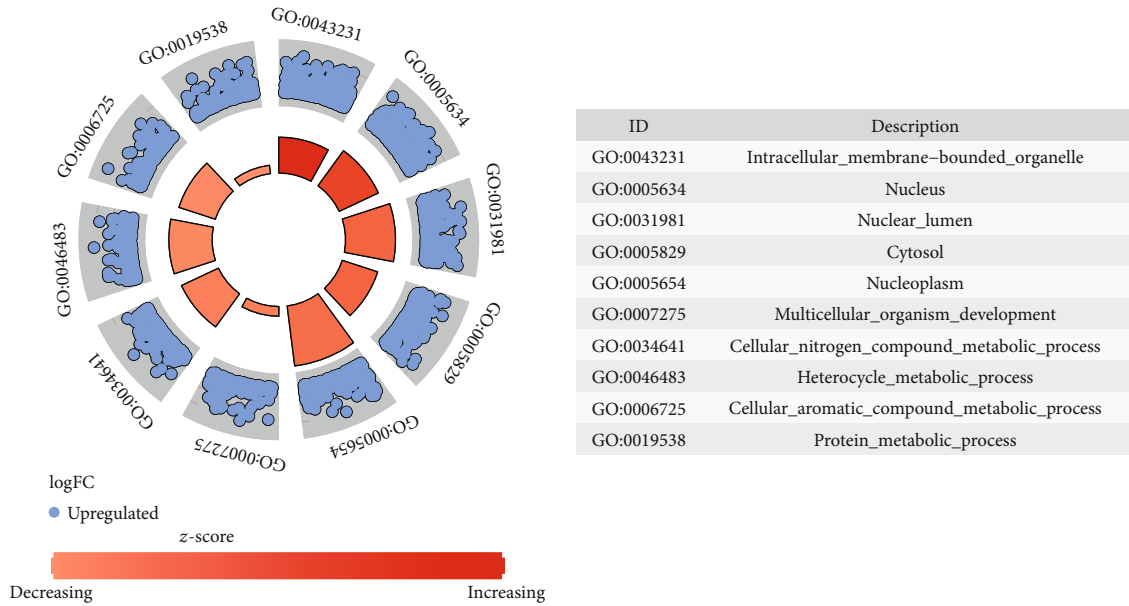 GO:0043231
GO:0005634
GO:0031981
GO:0005829
GO:0005654
GO:0007275
GO:0034641
GO:0046483
GO:0006725
GO:0019538
logFC
Upregulated
z-score
Decreasing Increasing
ID Description
GO:0043231 Intracellular_membrane−bounded_organelle
GO:0005634 Nucleus
GO:0031981 Nuclear_lumen
GO:0005829 Cytosol
GO:0005654 Nucleoplasm
GO:0007275 Multicellular_organism_development
GO:0034641 Cellular_nitrogen_compound_metabolic_process
GO:0046483 Heterocycle_metabolic_process
GO:0006725 Cellular_aromatic_compound_metabolic_process
GO:0019538 Protein_metabolic_process